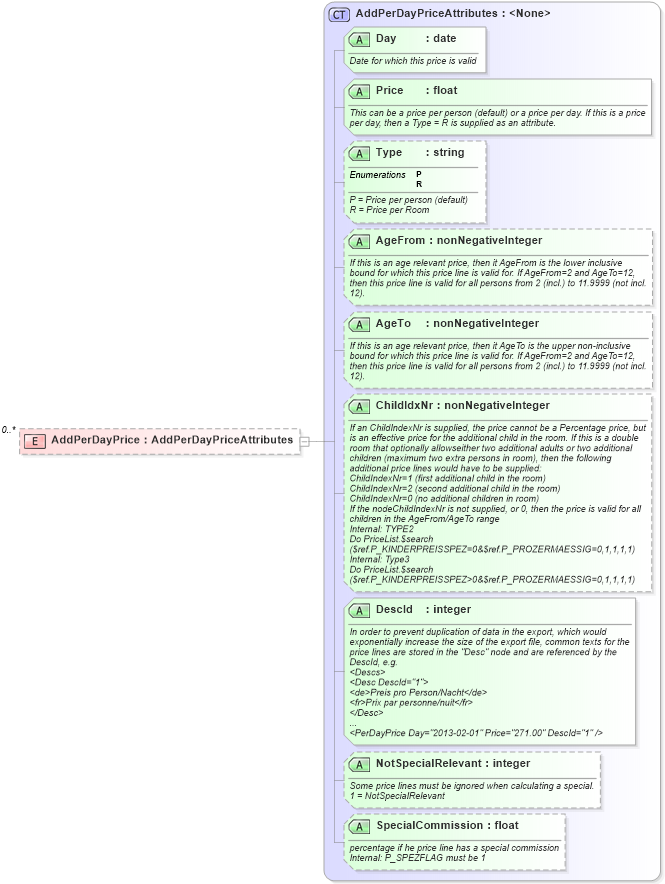 CT AddPerDayPriceAttributes : <None>
A Day : date
Date for which this price is valid
A Price : float
This can be a price per person (default) or a price per day. If this is a price
per day, then a Type = R is supplied as an attribute.
A Type : string
Enumerations P
R
P = Price per person (default)
R = Price per Room
A AgeFrom : nonNegativeInteger
If this is an age relevant price, then it AgeFrom is the lower inclusive
bound for which this price line is valid for. If AgeFrom=2 and AgeTo=12,
then this price line is valid for all persons from 2 (incl.) to 11.9999 (not incl.
12).
A AgeTo : nonNegativeInteger
If this is an age relevant price, then it AgeTo is the upper non-inclusive
bound for which this price line is valid for. If AgeFrom=2 and AgeTo=12,
then this price line is valid for all persons from 2 (incl.) to 11.9999 (not incl.
12).
A ChildIdxNr : nonNegativeInteger
If an ChildIndexNr is supplied, the price cannot be a Percentage price, but
is an effective price for the additional child in the room. If this is a double
room that optionally allowseither two additional adults or two additional
children (maximum two extra persons in room), then the following
additional price lines would have to be supplied:
ChildIndexNr=1 (first additional child in the room)
ChildIndexNr=2 (second additional child in the room)
ChildIndexNr=0 (no additional children in room)
If the nodeChildIndexNr is not supplied, or 0, then the price is valid for all
children in the AgeFrom/AgeTo range
Internal: TYPE2
Do PriceList.$search
($ref.P_KINDERPREISSPEZ=0&$ref.P_PROZERMAESSIG=0,1,1,1,1)
Internal: Type3
Do PriceList.$search
($ref.P_KINDERPREISSPEZ>0&$ref.P_PROZERMAESSIG=0,1,1,1,1)
0..*
E AddPerDayPrice : AddPerDayPriceAttributes
A DescId : integer
In order to prevent duplication of data in the export, which would
exponentially increase the size of the export file, common texts for the
price lines are stored in the "Desc" node and are referenced by the
DescId, e.g.
<Descs>
<Desc DescId="1">
<de>Preis pro Person/Nacht</de>
<fr>Prix par personne/nuit</fr>
</Desc>
...
<PerDayPrice Day="2013-02-01" Price="271.00" DescId="1" />
A NotSpecialRelevant : integer
Some price lines must be ignored when calculating a special.
1 = NotSpecialRelevant
A SpecialCommission : float
percentage if he price line has a special commission
Internal: P_SPEZFLAG must be 1